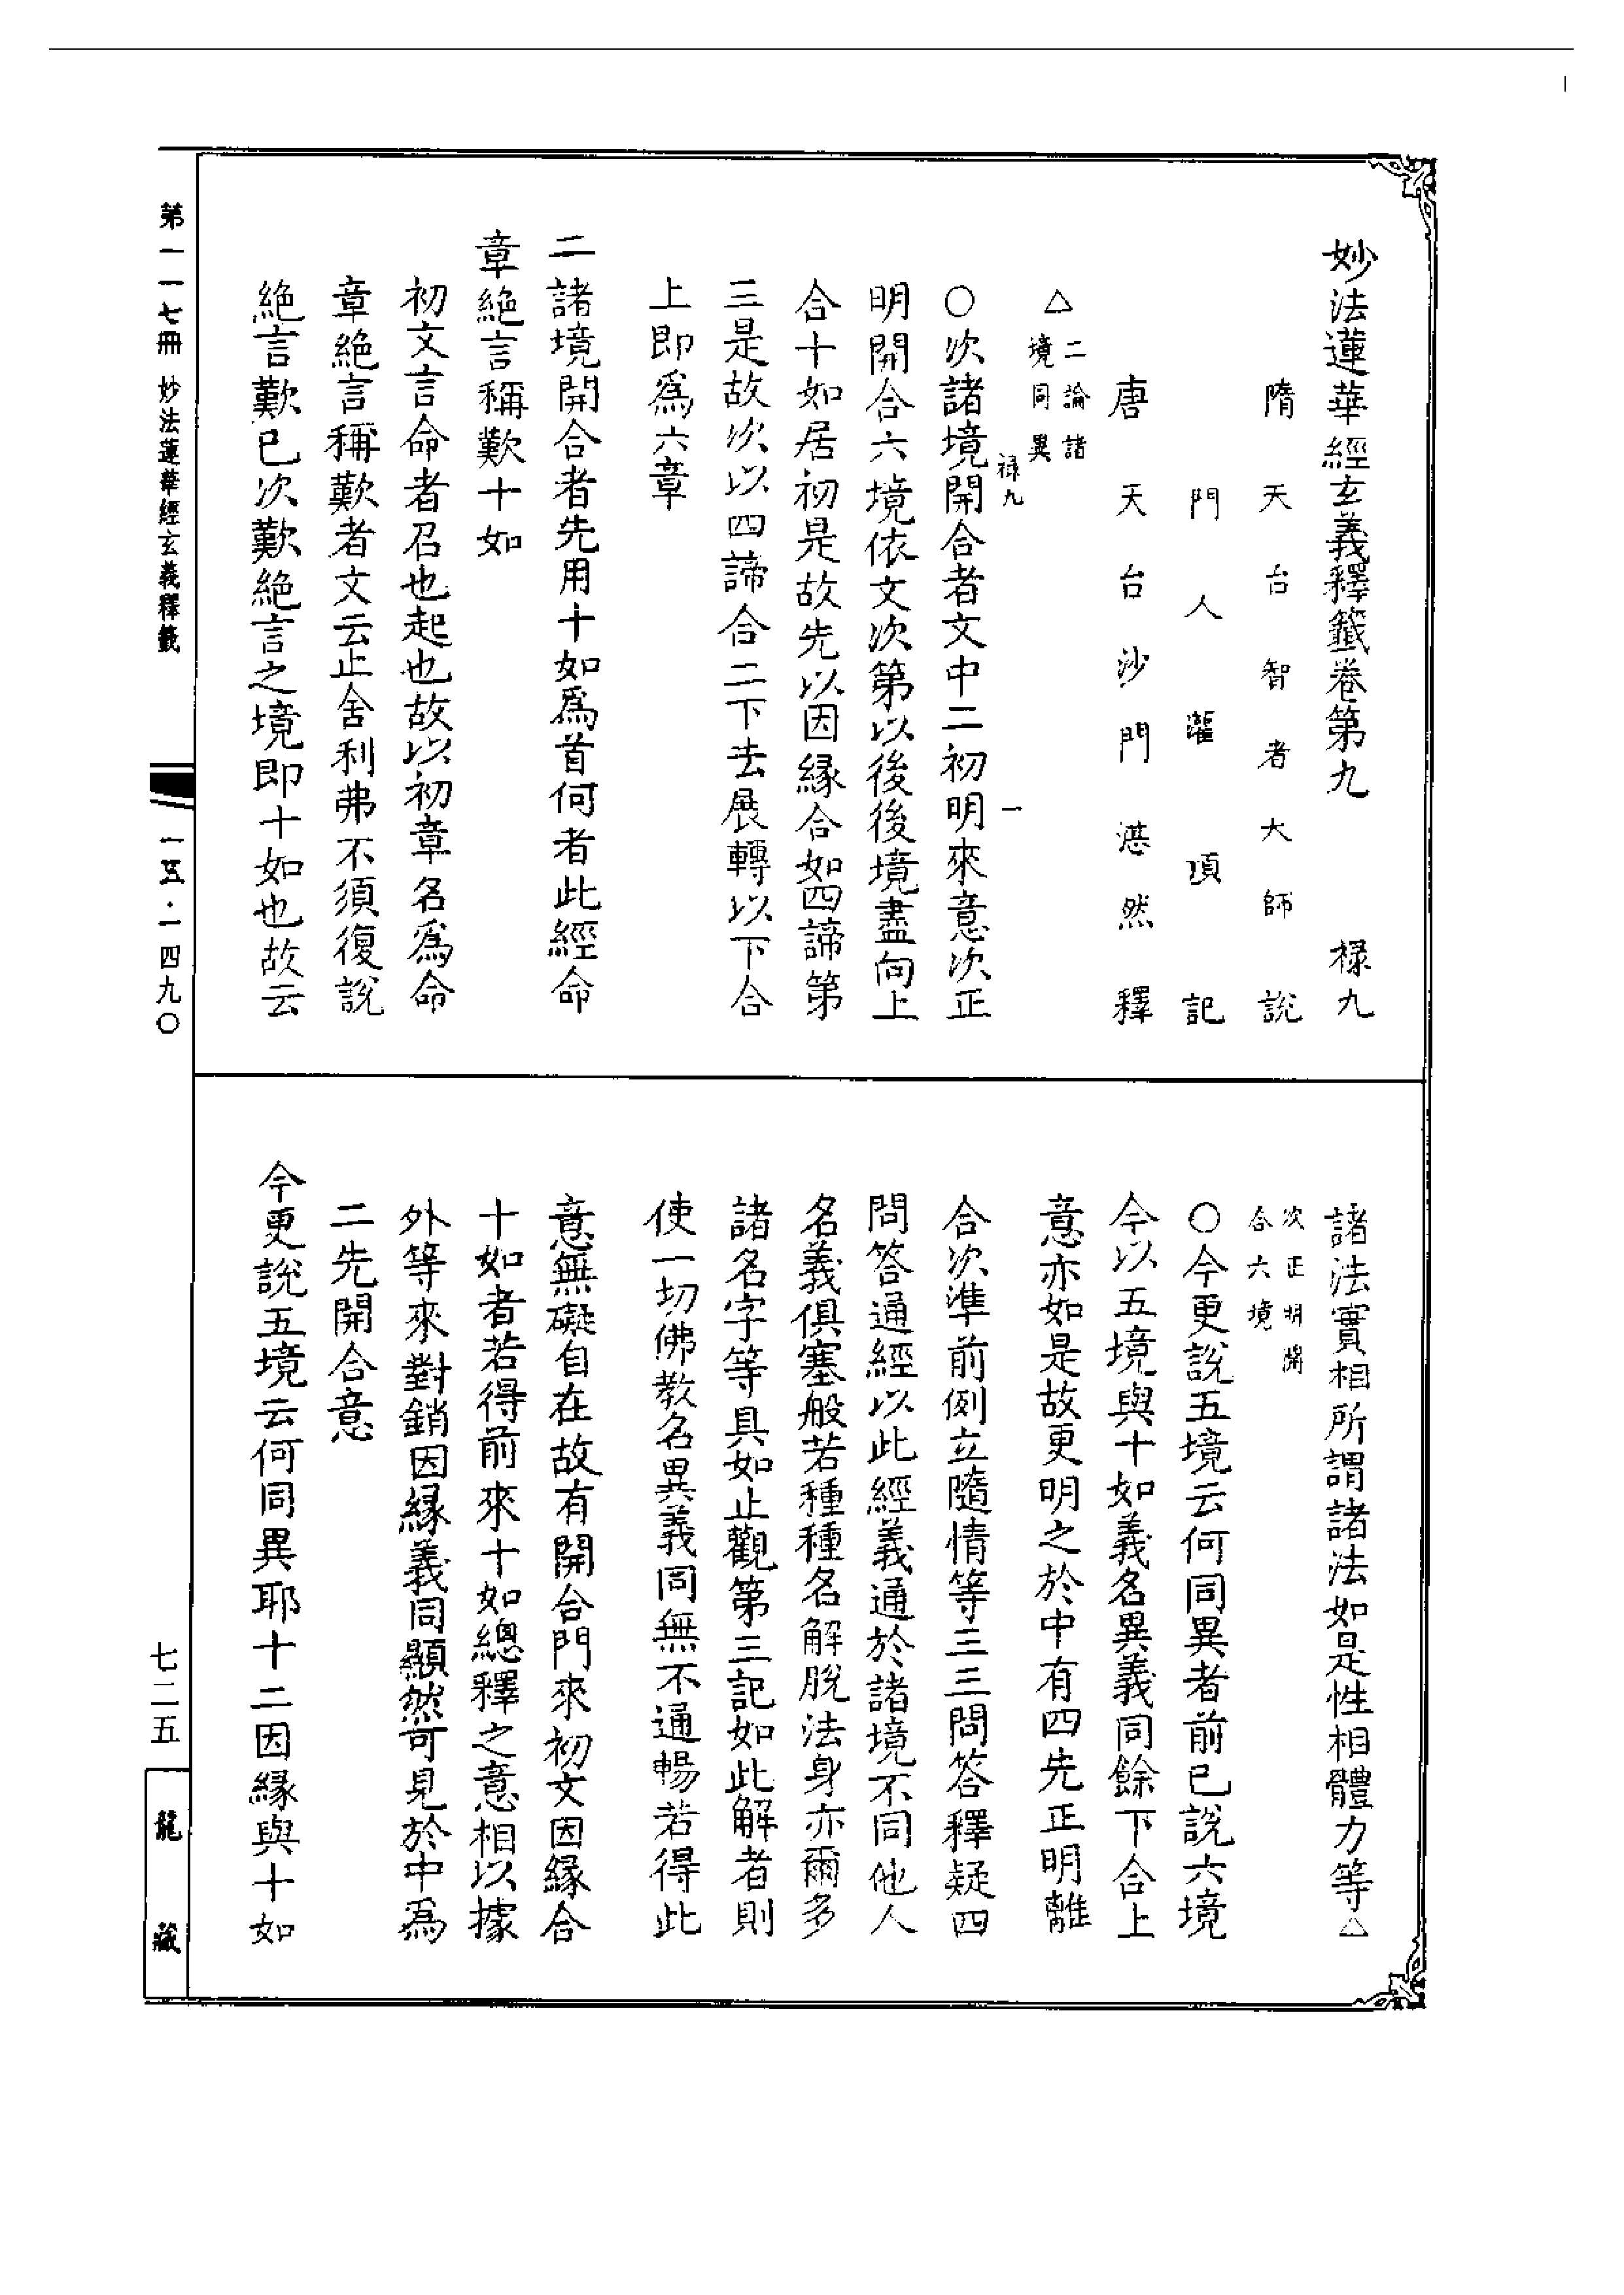 妙法蓮華經玄義釋籤卷第九　祿九
隋天台智者大師說
門人灌頂記
唐天台沙門湛然釋
△二論諸境同異
祿九　一
○次諸境開合者文中二初明來意次正
明開合六境依文次第以後後境盡向上
合十如居初是故先以因緣合如四諦第
三是故次以四諦合二下去展轉以下合
上即爲六章
二諸境開合者先用十如爲首何者此經命
章絶言稱歎十如
初文言命者召也起也故以初章名爲命
章絶言稱歎者文云止舍利弗不須復說
絶言歎已次歎絶言之境即十如也故云
諸法實相所謂諸法如是性相體力等△
次正明開合六境
○今更說五境云何同異者前已說六境
今以五境與十如義名異義同餘下合上
意亦如是故更明之於中有四先正明離
合次準前例立隨情等三三問答釋疑四
問答通經以此經義通於諸境不同他人
名義俱塞般若種種名解脫法身亦爾多
諸名字等具如止觀第三記如此解者則
使一切佛教名異義同無不通暢若得此
意無礙自在故有開合門來初文因緣合
十如者若得前來十如總釋之意相以據
外等來對銷因緣義同顯然可見於中爲
二先開合意
今更說五境云何同異耶十二因緣與十如
第一一七冊　妙法蓮華經玄義釋籤　一五·一四九〇　七二五
龍藏